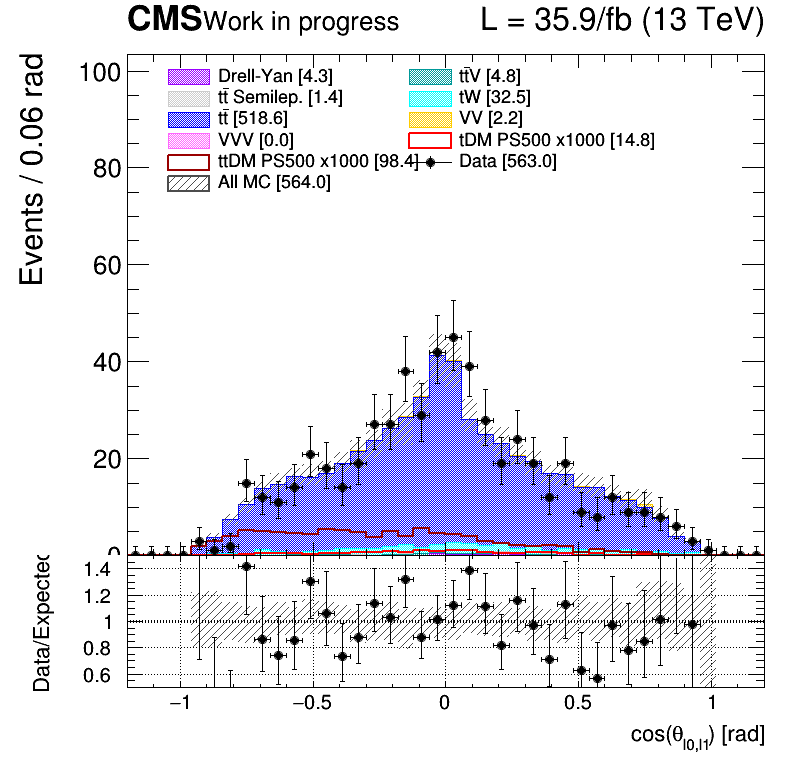 CMS Work in progress L = 35.9/fb (13 TeV)
Events / 0.06 rad
100
80
60
40
20
0
Drell-Yan [4.3]
tt̄V [4.8]
tt̄ Semilep. [1.4]
tW [32.5]
tt̄ [518.6]
VV [2.2]
VVV [0.0]
tDM PS500 x1000 [14.8]
ttDM PS500 x1000 [98.4]
Data [563.0]
All MC [564.0]
Data/Expected
1.4
1.2
1
0.8
0.6
−1 −0.5 0 0.5 1
cos(θl0,l1) [rad]